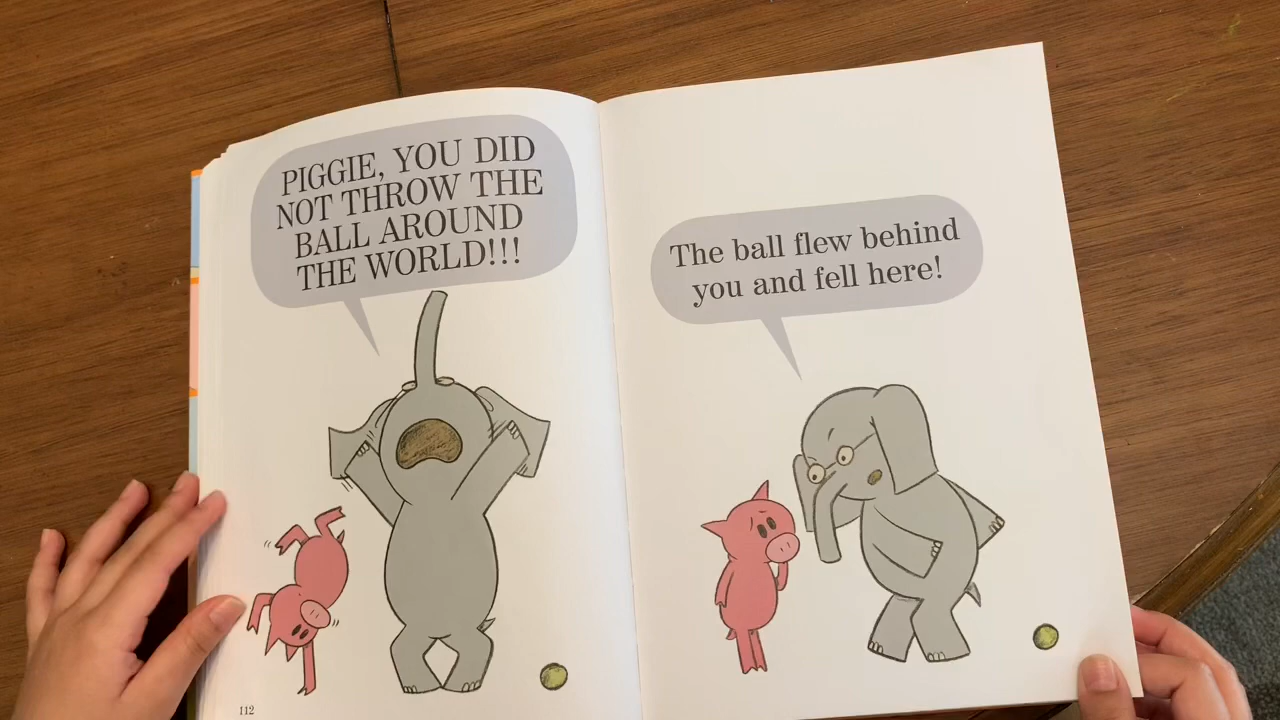 PIGGIE, YOU DID
NOT THROW THE
BALL AROUND
THE WORLD!!!
112
The ball flew behind
you and fell here!